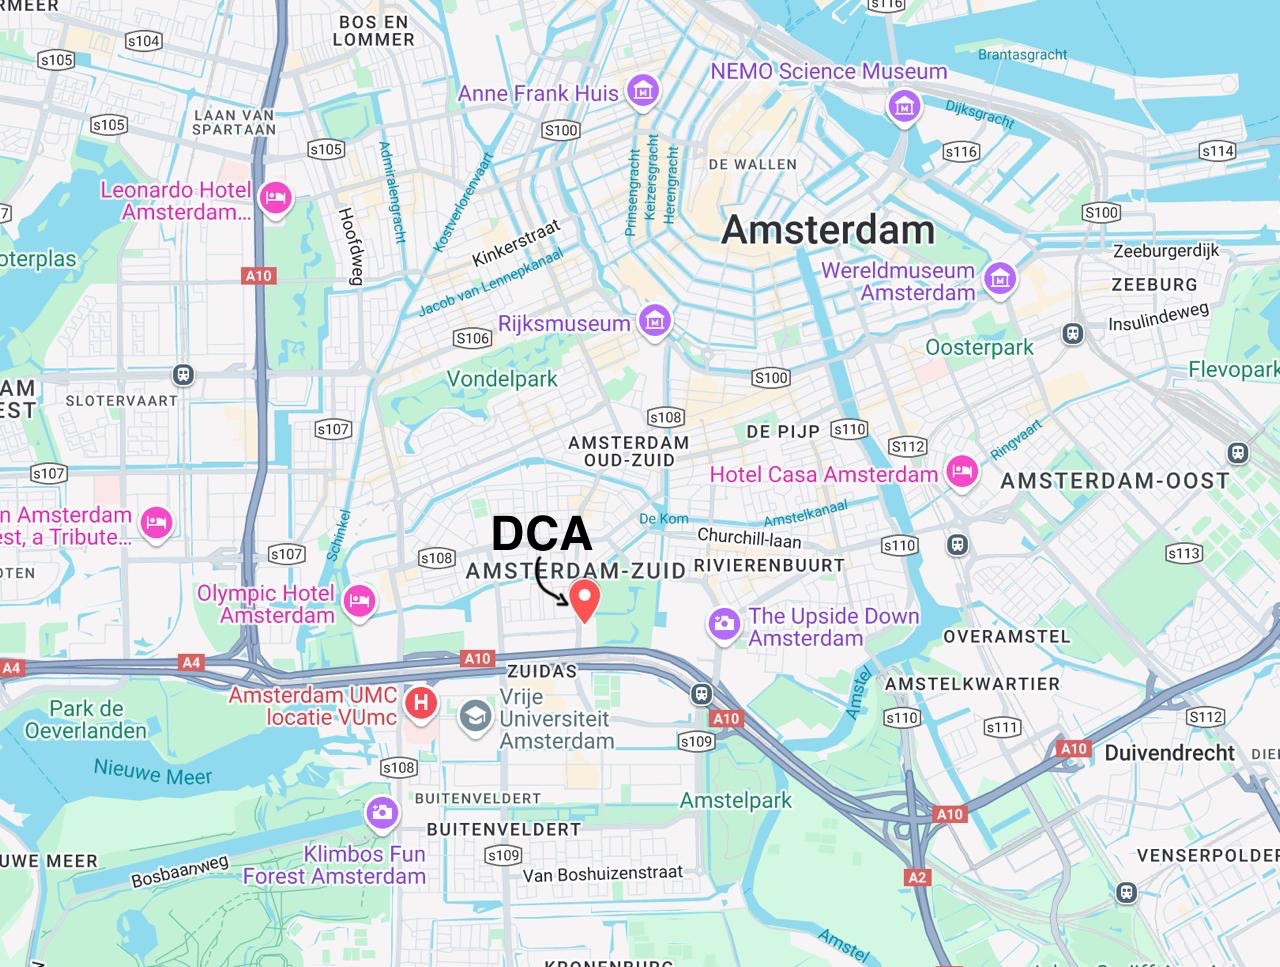 RMEER
BOS EN
LOMMER
s116
s104
s105
Brantasgracht
NEMO Science Museum
Anne Frank Huis
LAAN VAN
SPARTAAN
s105
Dijksgracht
S100
s105
s116
s114
Admiralengracht
Kostverlorenvaart
Prinsengracht
Keizersgracht
Herengracht
DE WALLEN
Leonardo Hotel
Amsterdam...
7
Hoofdweg
Kinkerstraat
Amsterdam
S100
oterplas
A10
Jacob van Lennepkanaal
Wereldmuseum
Amsterdam
Zeeburgerdijk
ZEEBURG
Insulindeweg
Rijksmuseum
S106
Oosterpark
Vondelpark
S100
Flevopark
AM
EST
SLOTERVAART
s107
s108
AMSTERDAM
OUD-ZUID
DE PIJP
s110
S112
Ringvaart
s107
Hotel Casa Amsterdam
AMSTERDAM-OOST
n Amsterdam
est, a Tribute...
Schinkel
De Kom
Amstelkanaal
DCA
Churchill-laan
s110
s107
s108
AMSTERDAM-ZUID
RIVIERENBUURT
s113
OTEN
Olympic Hotel
Amsterdam
The Upside Down
Amsterdam
OVERAMSTEL
A4
A4
A10
ZUIDAS
AMSTELKWARTIER
Amstel
Amsterdam UMC
locatie VUmc
H
Vrije
Universiteit
Amsterdam
Park de
Oeverlanden
A10
s110
s111
S112
s109
A10
Duivendrecht
DIE
Nieuwe Meer
s108
BUITENVELDERT
Amstelpark
A10
BUITENVELDERT
UWE MEER
s109
Klimbos Fun
Forest Amsterdam
Bosbaanweg
Van Boshuizenstraat
A2
VENSERPOLDER
Amstel
KRONENBURG